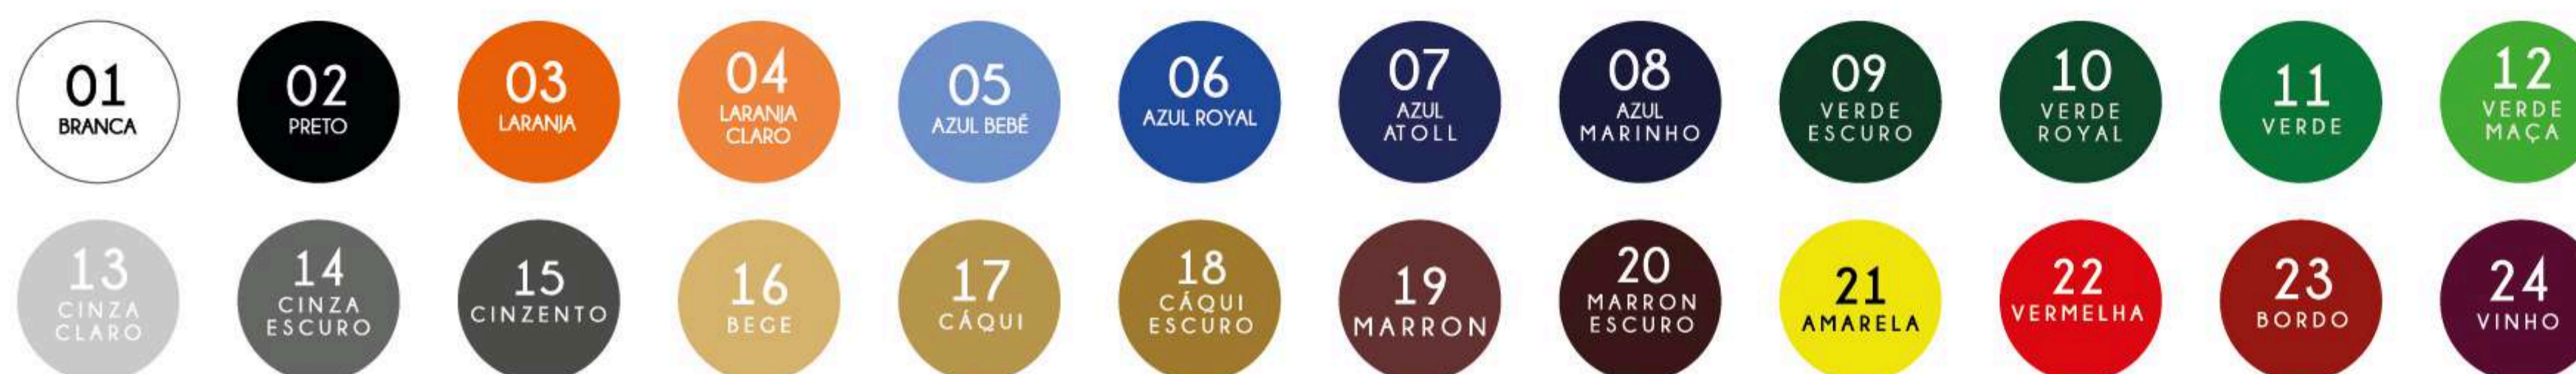 01
BRANCA
02
PRETO
03
LARANJA
04
LARANJA
CLARO
05
AZUL BEBÊ
06
AZUL ROYAL
07
AZUL
ATOLL
08
AZUL
MARINHO
09
VERDE
ESCURO
10
VERDE
ROYAL
11
VERDE
12
VERDE
MAÇA
13
CINZA
CLARO
14
CINZA
ESCURO
15
CINZENTO
16
BEGE
17
CÁQUI
18
CÁQUI
ESCURO
19
MARRON
20
MARRON
ESCURO
21
AMARELA
22
VERMELHA
23
BORDO
24
VINHO